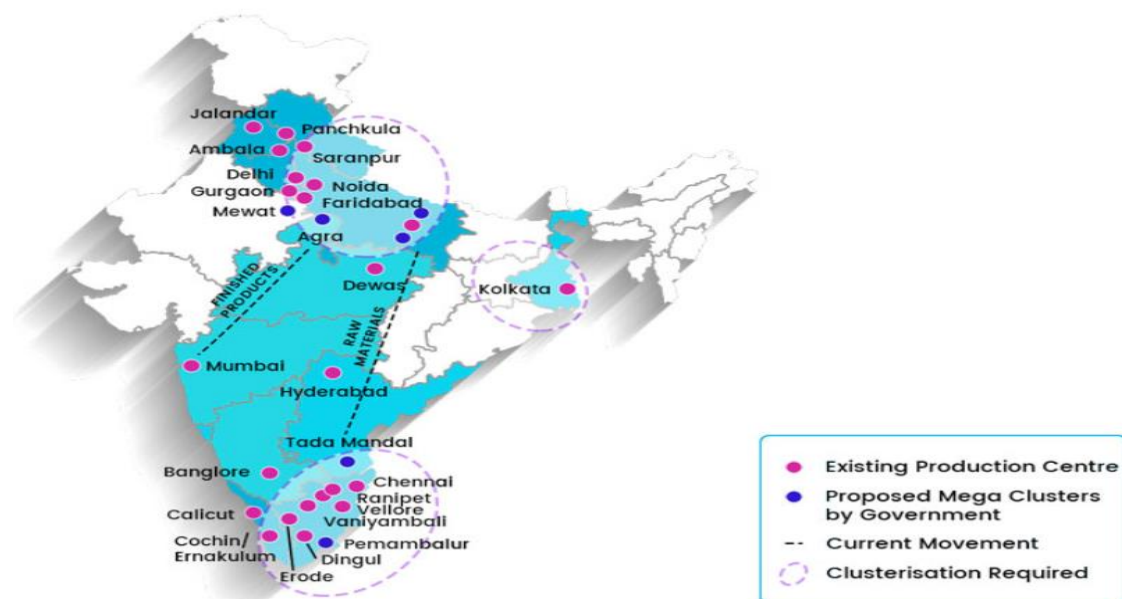 Jalandar
Panchkula
Ambala
Saranpur
Delhi
Noida
Gurgaon
Faridabad
Mewat
Agra
FINISHED
PRODUCTS
Dewas
Kolkata
RAW
MATERIALS
Mumbai
Hyderabad
Tada Mandal
Banglore
Chennai
Ranipet
Calicut
Vellore
Vaniyambali
Cochin/
Ernakulum
Pemambalur
Dingul
Erode
Existing Production Centre
Proposed Mega Clusters
by Government
Current Movement
Clusterisation Required